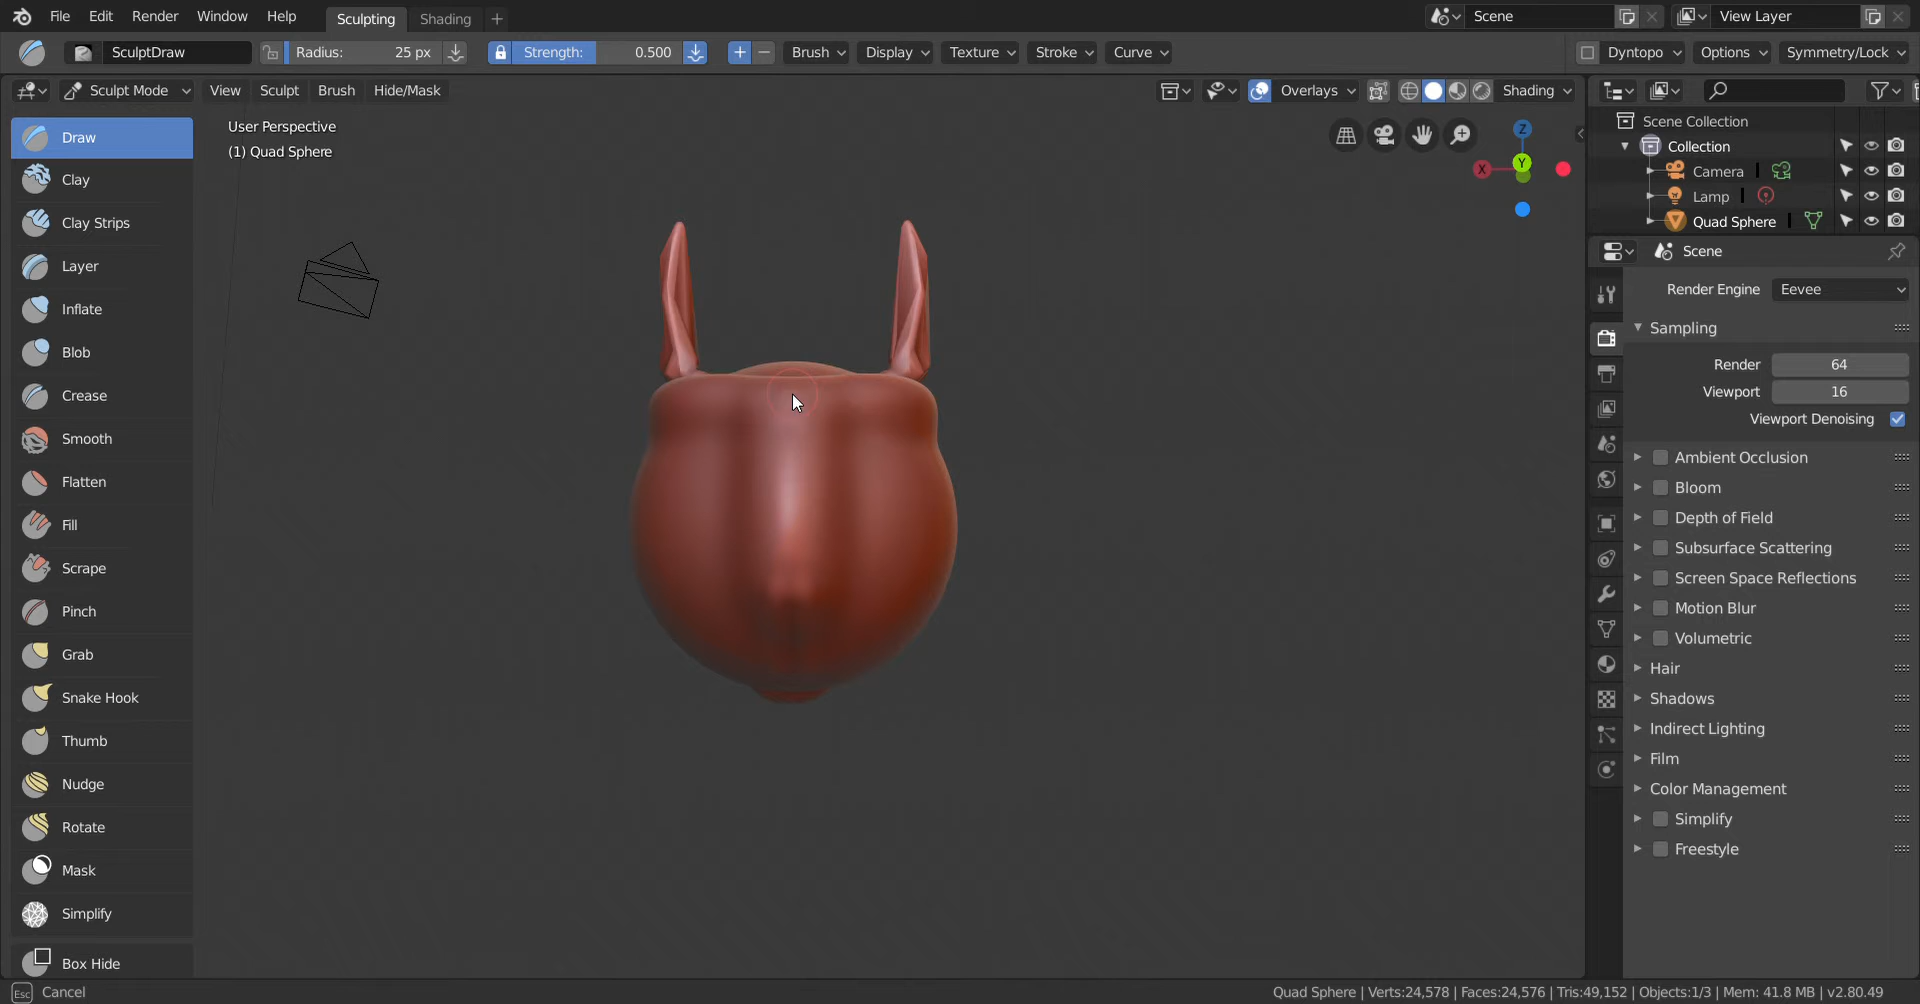 File Edit Render Window Help Sculpting Shading + Scene View Layer
SculptDraw Radius: 25 px Strength: 0.500 Brush Display Texture Stroke Curve Dyntopo Options Symmetry/Lock
Sculpt Mode View Sculpt Brush Hide/Mask Overlays Shading
User Perspective
(1) Quad Sphere
Draw
Clay
Clay Strips
Layer
Inflate
Blob
Crease
Smooth
Flatten
Fill
Scrape
Pinch
Grab
Snake Hook
Thumb
Nudge
Rotate
Mask
Simplify
Box Hide
Z
X
Y
Scene Collection
Collection
Camera
Lamp
Quad Sphere
Scene
Render Engine Eevee
Sampling
Render 64
Viewport 16
Viewport Denoising
Ambient Occlusion
Bloom
Depth of Field
Subsurface Scattering
Screen Space Reflections
Motion Blur
Volumetric
Hair
Shadows
Indirect Lighting
Film
Color Management
Simplify
Freestyle
Esc Cancel
Quad Sphere | Verts:24,578 | Faces:24,576 | Tris:49,152 | Objects:1/3 | Mem: 41.8 MB | v2.80.49